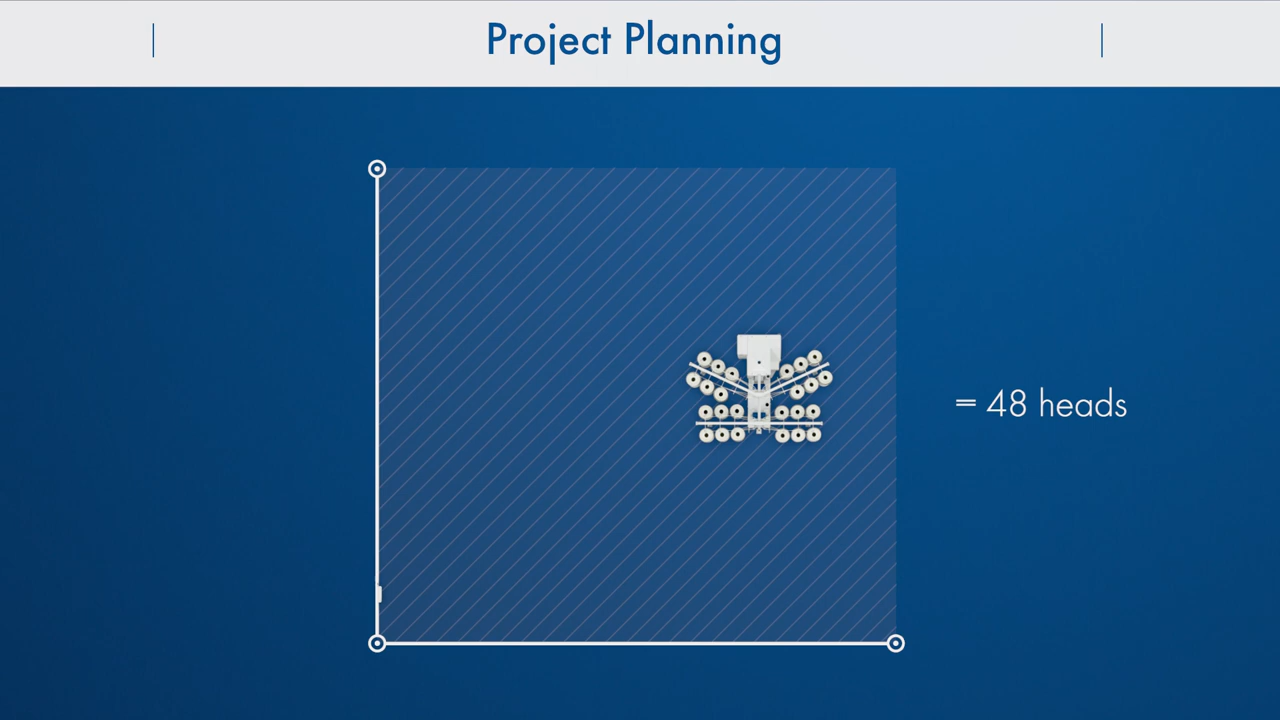 Project Planning
= 48 heads